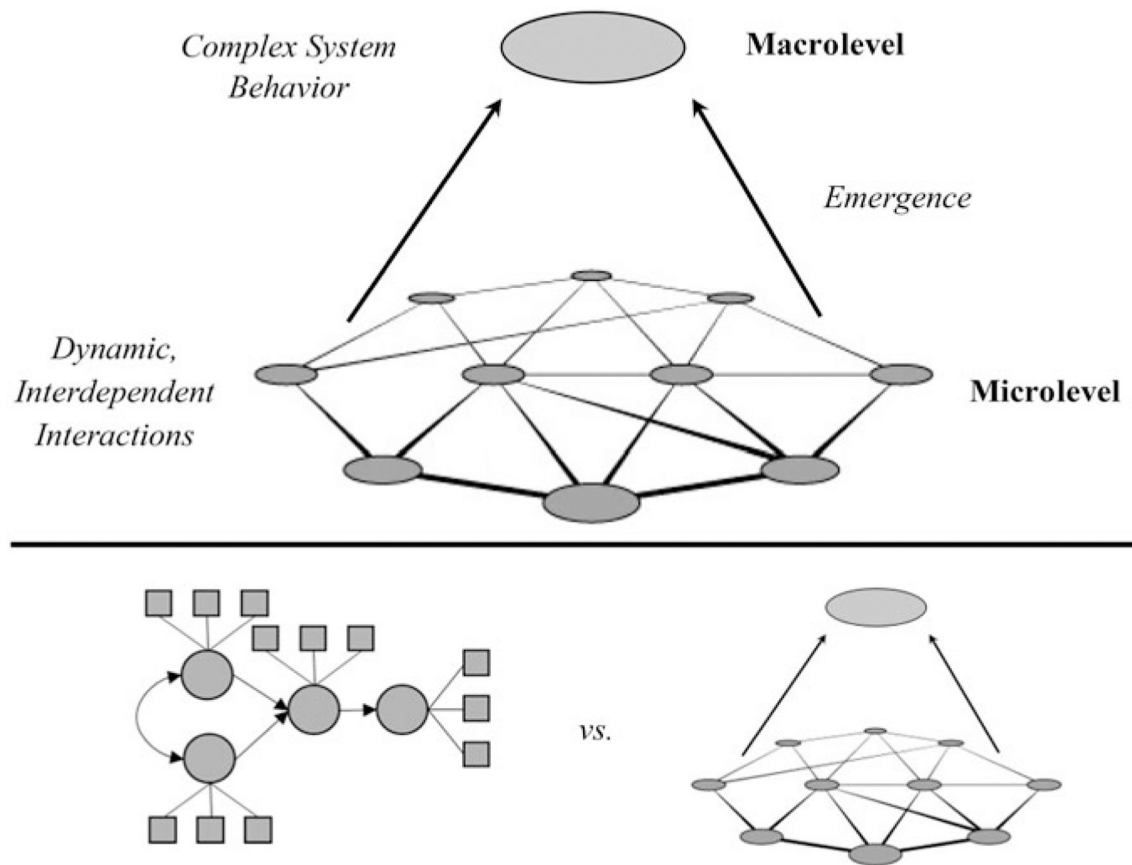 Complex System
Behavior
Macrolevel
Emergence
Dynamic,
Interdependent
Interactions
Microlevel
vs.